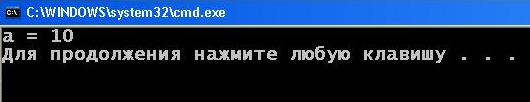 C:\WINDOWS\system32\cmd.exe
a = 10
Для продолжения нажмите любую клавишу . . .